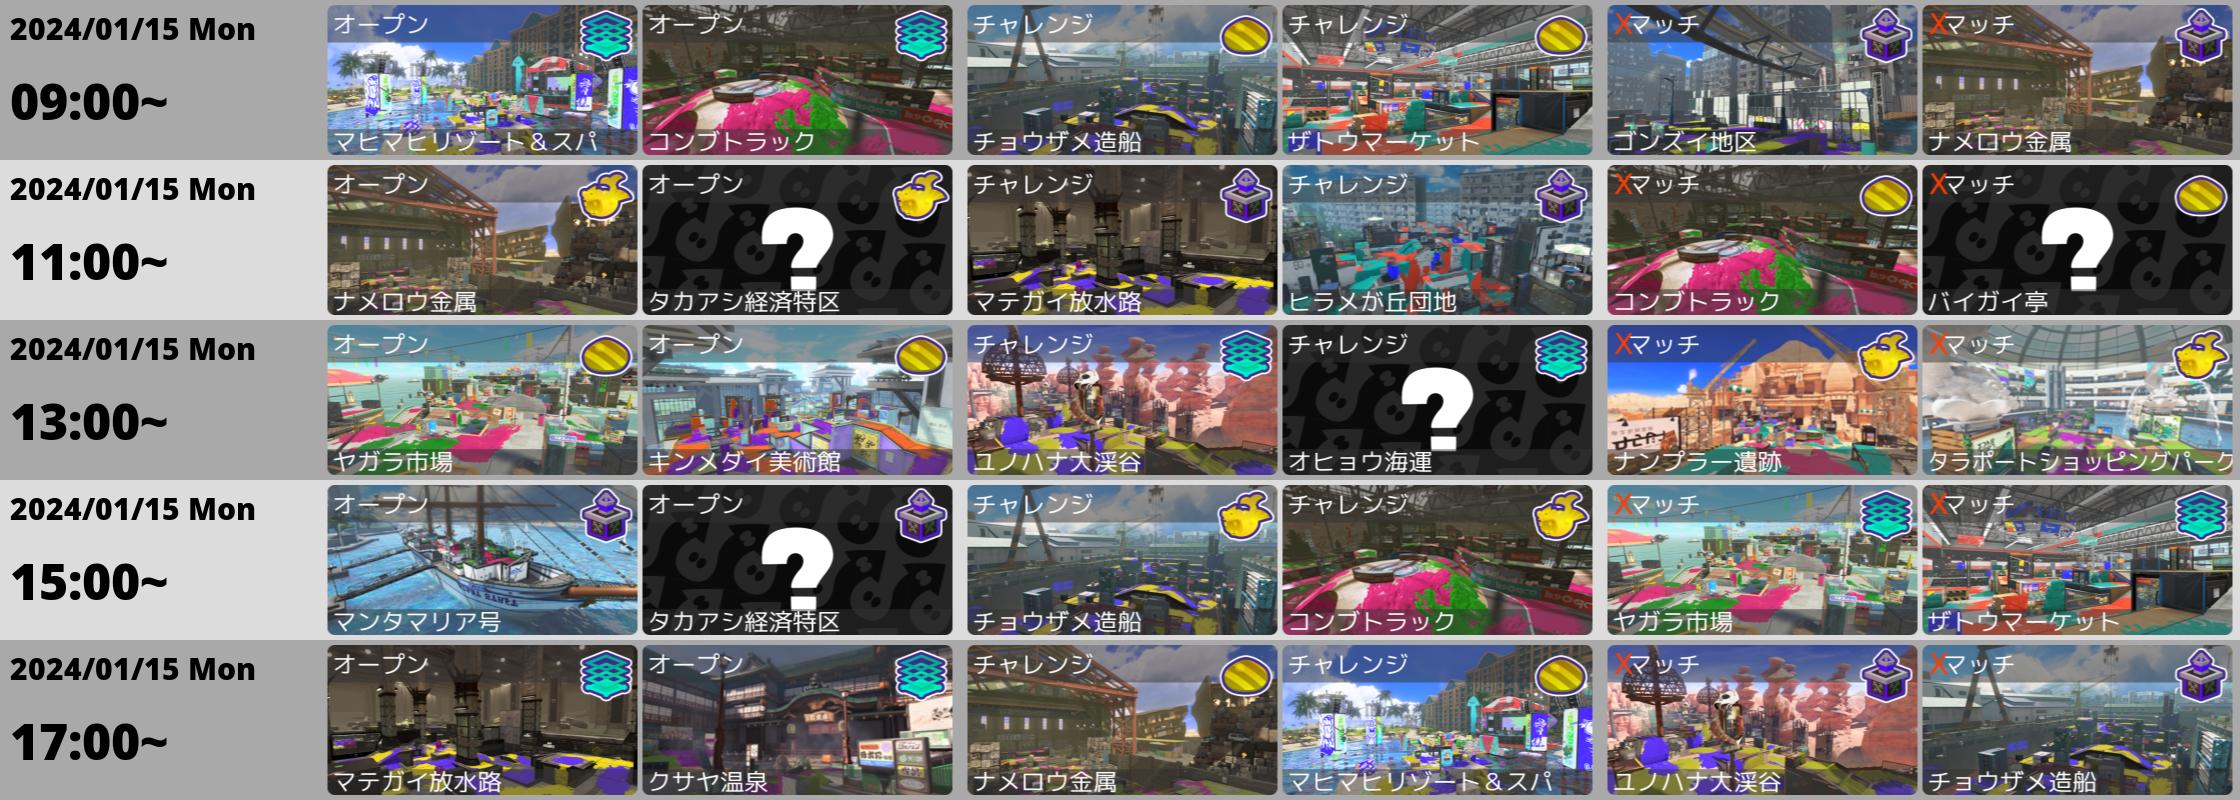 2024/01/15 Mon
09:00~
オープン
マヒマヒリゾート＆スパ
オープン
コンブトラック
チャレンジ
チョウザメ造船
チャレンジ
ザトウマーケット
Xマッチ
ゴンズイ地区
Xマッチ
ナメロウ金属
2024/01/15 Mon
11:00~
オープン
ナメロウ金属
オープン
?
タカアシ経済特区
チャレンジ
マテガイ放水路
チャレンジ
ヒラメが丘団地
Xマッチ
コンブトラック
Xマッチ
?
バイガイ亭
2024/01/15 Mon
13:00~
オープン
ヤガラ市場
オープン
キンメダイ美術館
チャレンジ
ユノハナ大渓谷
チャレンジ
?
オヒョウ海運
Xマッチ
ナンプラー遺跡
Xマッチ
タラポートショッピングパーク
2024/01/15 Mon
15:00~
オープン
マンタマリア号
オープン
?
タカアシ経済特区
チャレンジ
チョウザメ造船
チャレンジ
コンブトラック
Xマッチ
ヤガラ市場
Xマッチ
ザトウマーケット
2024/01/15 Mon
17:00~
オープン
マテガイ放水路
オープン
クサヤ温泉
チャレンジ
ナメロウ金属
チャレンジ
マヒマヒリゾート＆スパ
Xマッチ
ユノハナ大渓谷
Xマッチ
チョウザメ造船